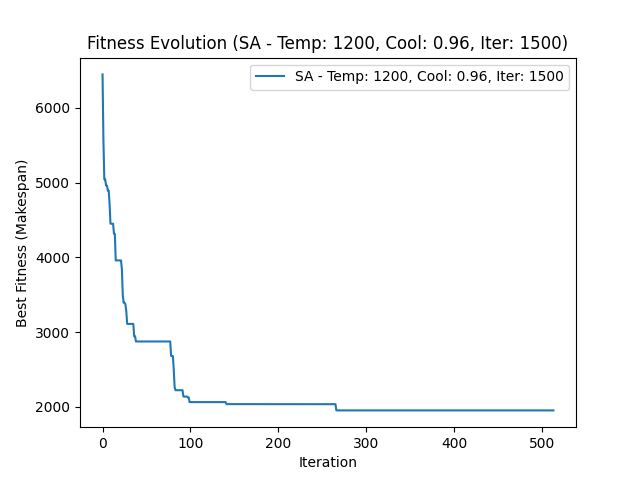 Fitness Evolution (SA - Temp: 1200, Cool: 0.96, Iter: 1500)
SA - Temp: 1200, Cool: 0.96, Iter: 1500
Best Fitness (Makespan)
6000
5000
4000
3000
2000
0 100 200 300 400 500
Iteration